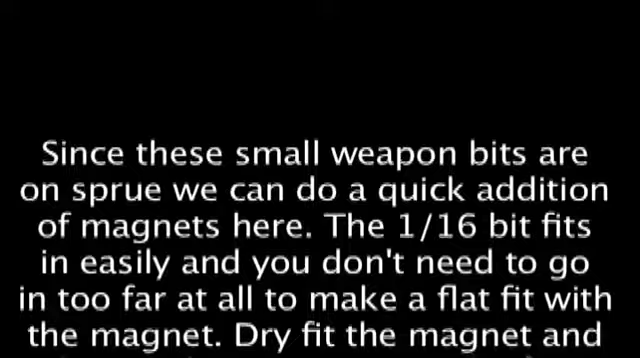 Since these small weapon bits are
on sprue we can do a quick addition
of magnets here. The 1/16 bit fits
in easily and you don't need to go
in too far at all to make a flat fit with
the magnet. Dry fit the magnet and